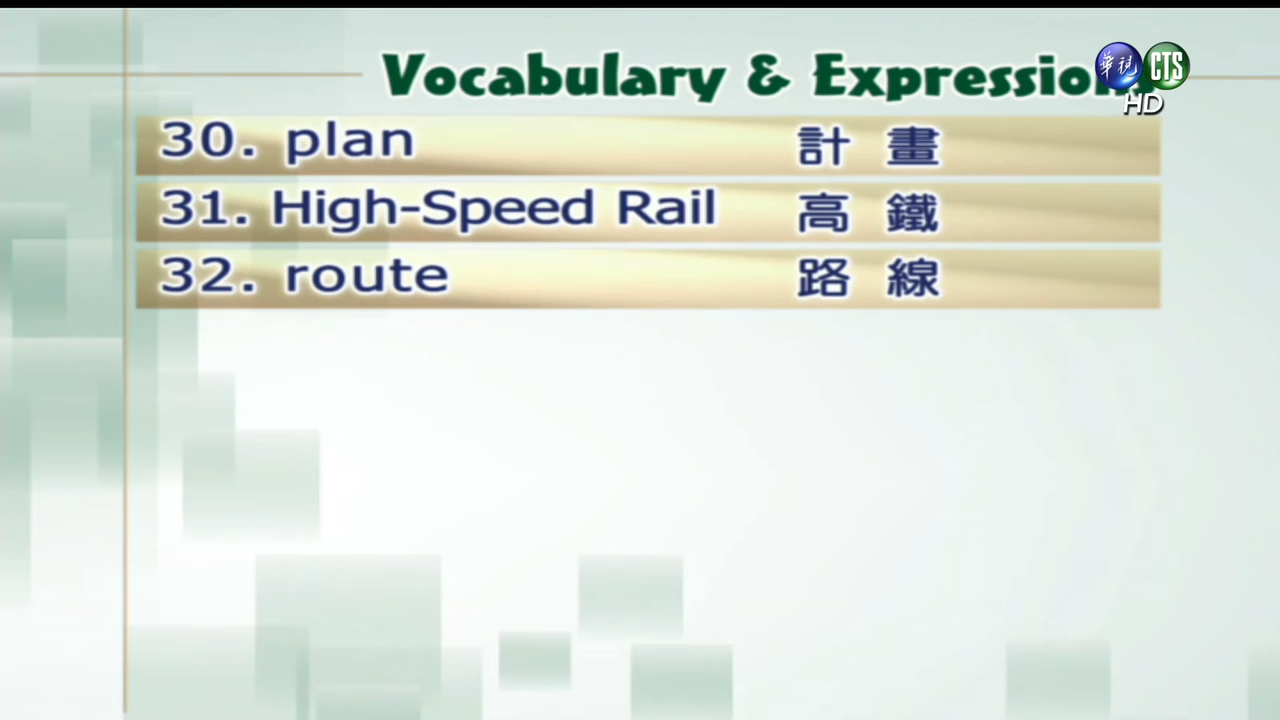 Vocabulary & Expressions
華視 CTS
HD
30. plan 計畫
31. High-Speed Rail 高鐵
32. route 路線